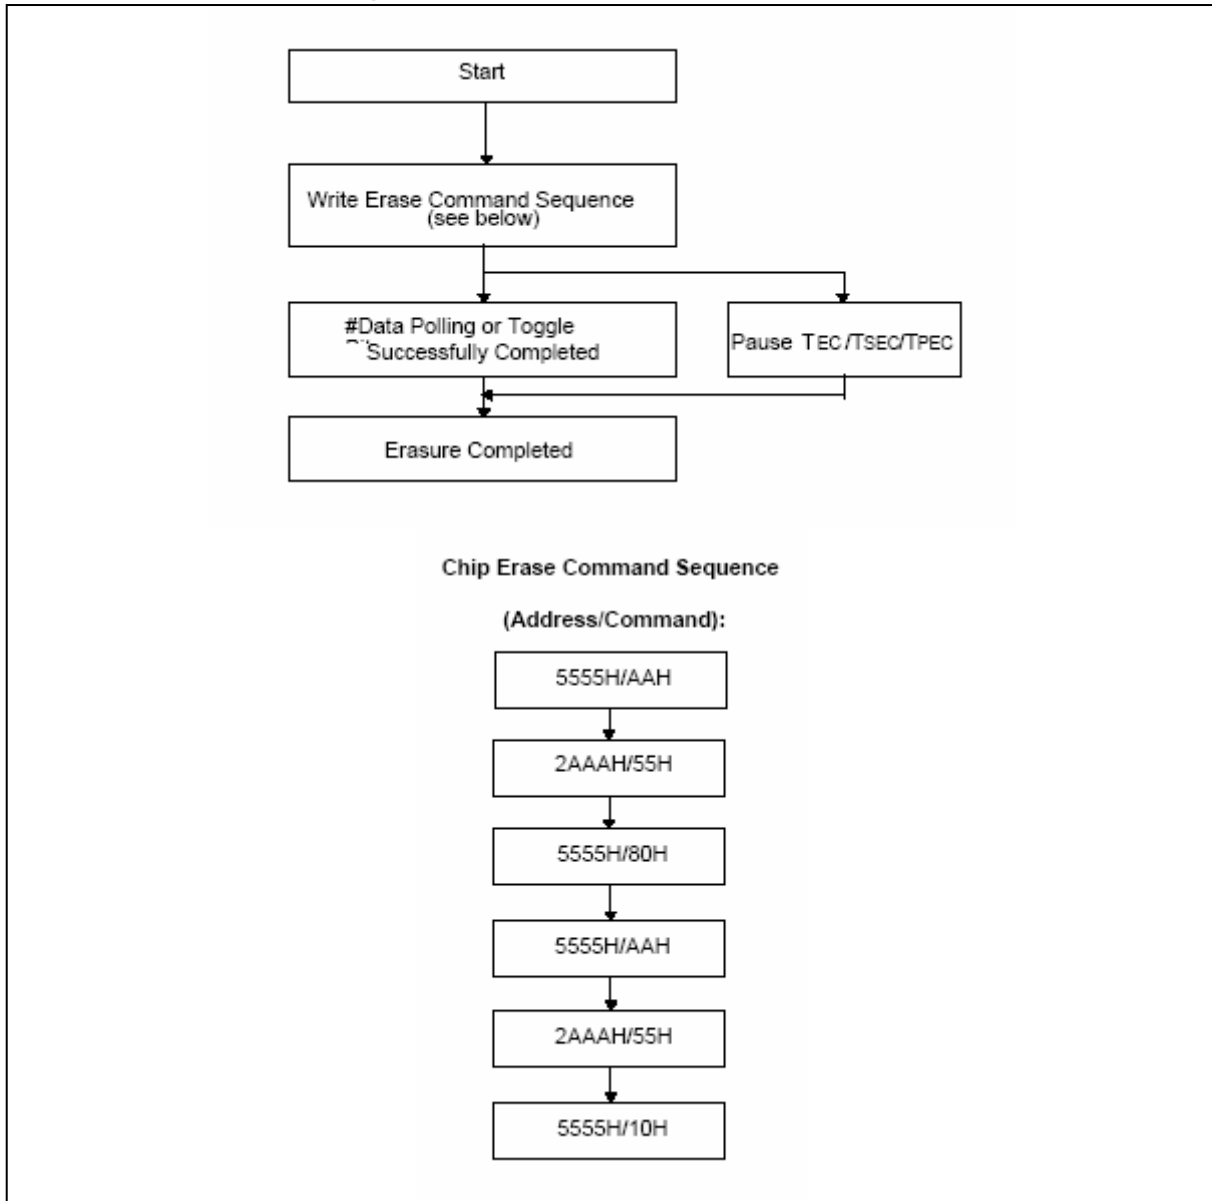 Start
Write Erase Command Sequence
(see below)
#Data Polling or Toggle
Successfully Completed
Pause TEC/TSEC/TPEC
Erasure Completed
Chip Erase Command Sequence
(Address/Command):
5555H/AAH
2AAAH/55H
5555H/80H
5555H/AAH
2AAAH/55H
5555H/10H